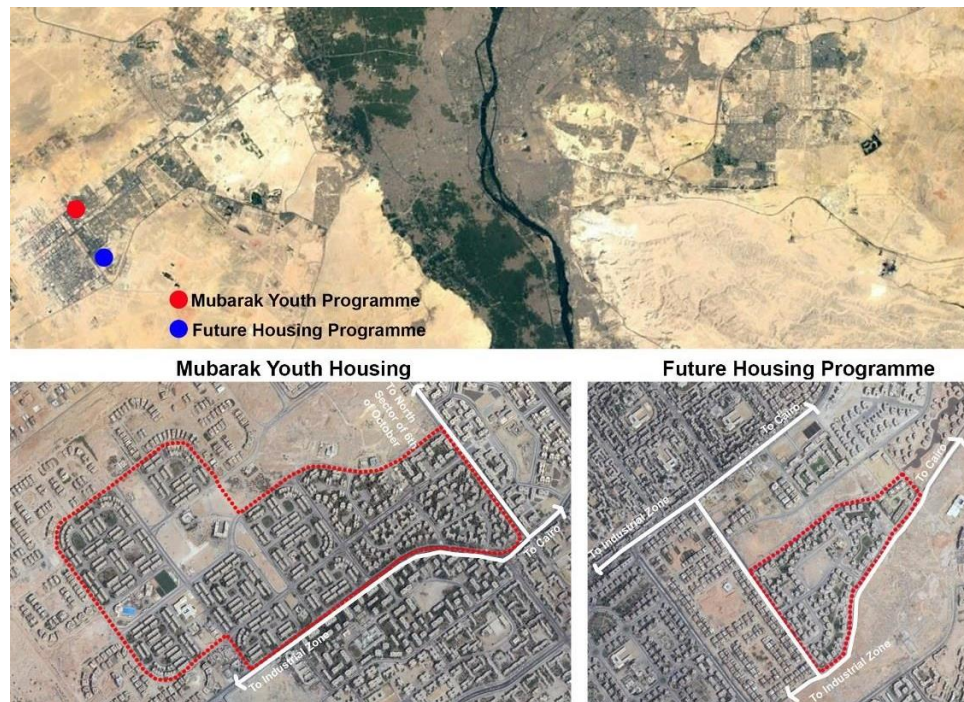 Mubarak Youth Programme
Future Housing Programme
Mubarak Youth Housing
Future Housing Programme
To North
Sector of 6th
of October
To Cairo
To Industrial Zone
To Cairo
To Cairo
To Industrial Zone
To Industrial Zone